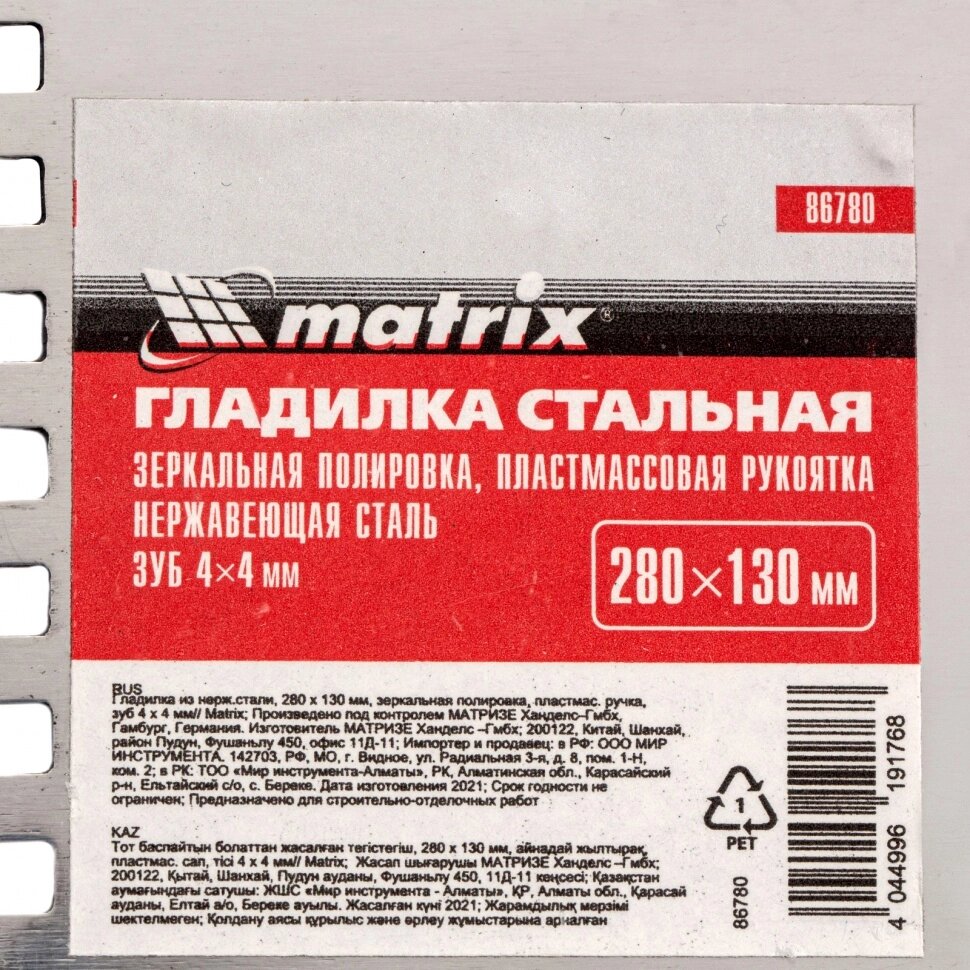 86780
matrix®
ГЛАДИЛКА СТАЛЬНАЯ
ЗЕРКАЛЬНАЯ ПОЛИРОВКА, ПЛАСТМАССОВАЯ РУКОЯТКА
НЕРЖАВЕЮЩАЯ СТАЛЬ
ЗУБ 4×4 мм
280×130 мм
RUS
Гладилка из нерж.стали, 280 х 130 мм, зеркальная полировка, пластмас. ручка,
зуб 4 х 4 мм// Matrix; Произведено под контролем МАТРИЗЕ Ханделс–Гмбх,
Гамбург, Германия. Изготовитель МАТРИЗЕ Ханделс –Гмбх; 200122, Китай, Шанхай,
район Пудун, Фушаньлу 450, офис 11Д-11; Импортер и продавец: в РФ: ООО МИР
ИНСТРУМЕНТА. 142703, РФ, МО, г. Видное, ул. Радиальная 3-я, д. 8, пом. 1-Н,
ком. 2; в РК: ТОО «Мир инструмента-Алматы», РК, Алматинская обл., Карасайский
р-н, Ельтайский с/о, с. Береке. Дата изготовления 2021; Срок годности не
ограничен; Предназначено для строительно-отделочных работ
KAZ
Тот баспайтын болаттан жасалған тегістегіш, 280 х 130 мм, айнадай жылтырақ,
пластмас. сап, тісі 4 х 4 мм// Matrix; Жасап шығарушы МАТРИЗЕ Ханделс –Гмбх;
200122, Қытай, Шанхай, Пудун ауданы, Фушаньлу 450, 11Д-11 кеңсесі; Қазақстан
аумағындағы сатушы: ЖШС «Мир инструмента - Алматы», ҚР, Алматы обл., Қарасай
ауданы, Елтай а/о, Береке ауылы. Жасалған күні 2021; Жарамдылық мерзімі
шектелмеген; Қолдану аясы құрылыс және әрлеу жұмыстарына арналған
1
PET
86780
4 044996 191768